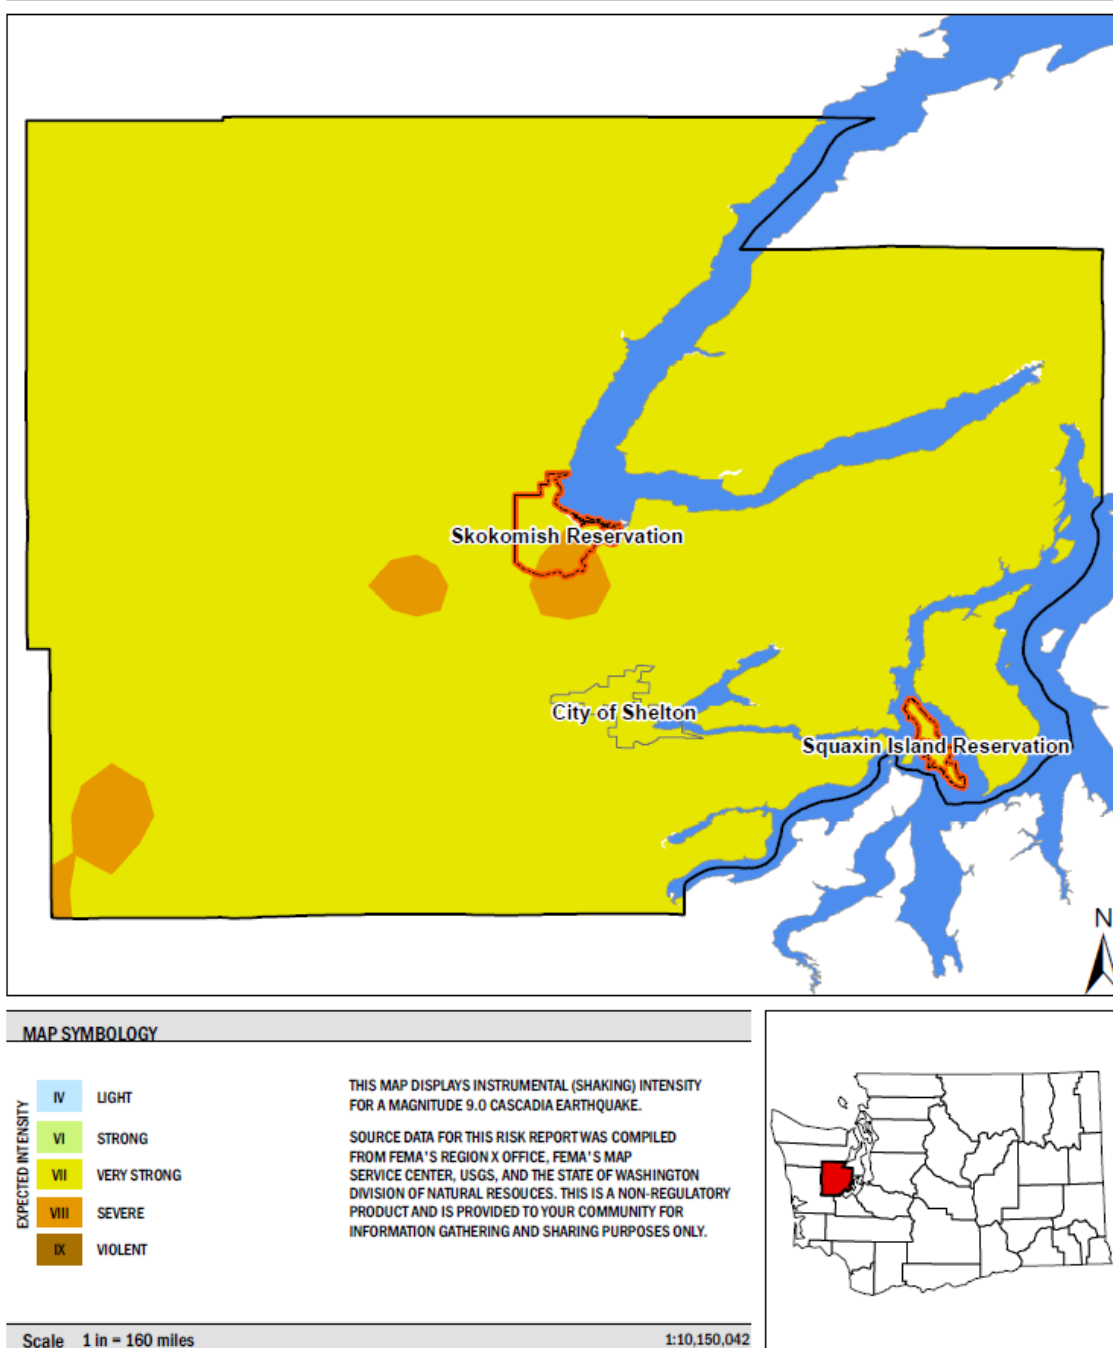 Skokomish Reservation
City of Shelton
Squaxin Island Reservation
N
MAP SYMBOLOGY
EXPECTED INTENSITY
IV LIGHT
VI STRONG
VII VERY STRONG
VIII SEVERE
IX VIOLENT
THIS MAP DISPLAYS INSTRUMENTAL (SHAKING) INTENSITY
FOR A MAGNITUDE 9.0 CASCADIA EARTHQUAKE.
SOURCE DATA FOR THIS RISK REPORT WAS COMPILED
FROM FEMA'S REGION X OFFICE, FEMA'S MAP
SERVICE CENTER, USGS, AND THE STATE OF WASHINGTON
DIVISION OF NATURAL RESOUCES. THIS IS A NON-REGULATORY
PRODUCT AND IS PROVIDED TO YOUR COMMUNITY FOR
INFORMATION GATHERING AND SHARING PURPOSES ONLY.
Scale 1 in = 160 miles 1:10,150,042